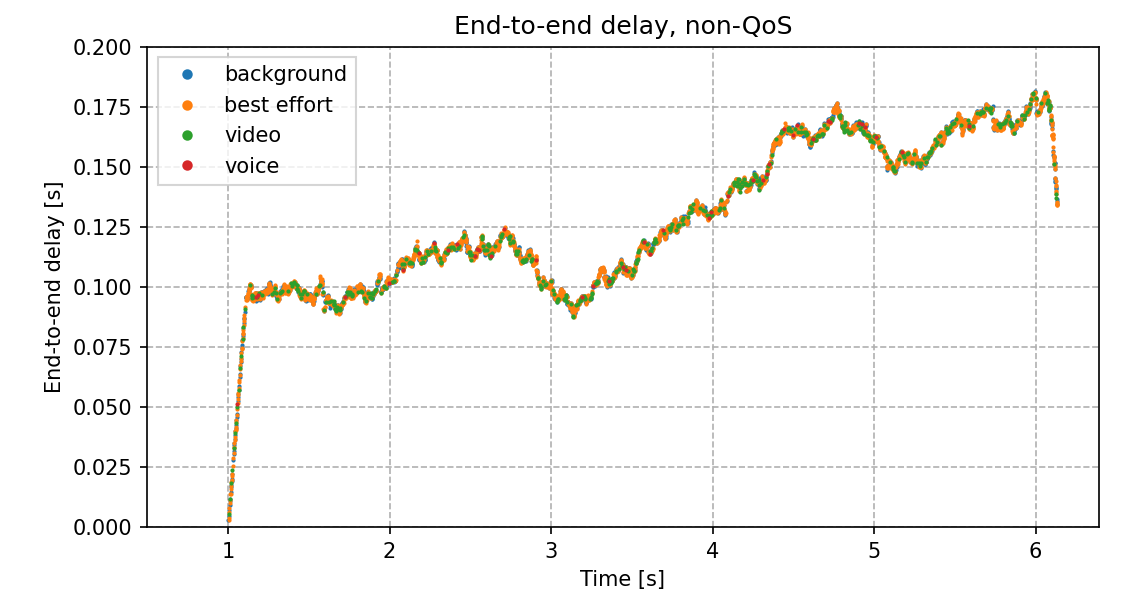 End-to-end delay, non-QoS
0.200
0.175
0.150
0.125
0.100
0.075
0.050
0.025
0.000
End-to-end delay [s]
background
best effort
video
voice
1 2 3 4 5 6
Time [s]